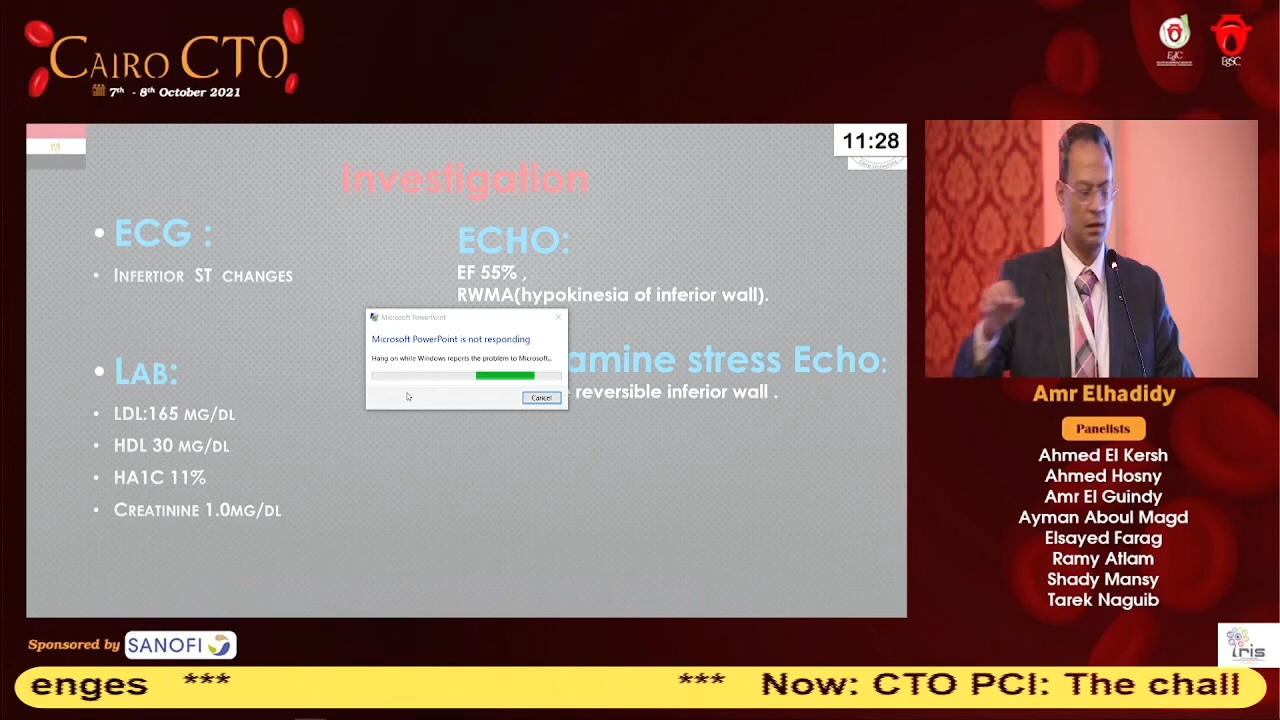 CAIRO CTO
7th - 8th October 2021
EgSC
11:28
Investigation
• ECG :
• INFERTIOR ST CHANGES
• LAB:
• LDL:165 MG/DL
• HDL 30 MG/DL
• HA1C 11%
• CREATININE 1.0MG/DL
ECHO:
EF 55% ,
RWMA(hypokinesia of inferior wall).
amine stress Echo:
reversible inferior wall .
Microsoft PowerPoint
Microsoft PowerPoint is not responding
Hang on while Windows reports the problem to Microsoft...
Cancel
Amr Elhadidy
Panelists
Ahmed El Kersh
Ahmed Hosny
Amr El Guindy
Ayman Aboul Magd
Elsayed Farag
Ramy Atlam
Shady Mansy
Tarek Naguib
Sponsored by SANOFI
iris
enges *** *** Now: CTO PCI: The chall